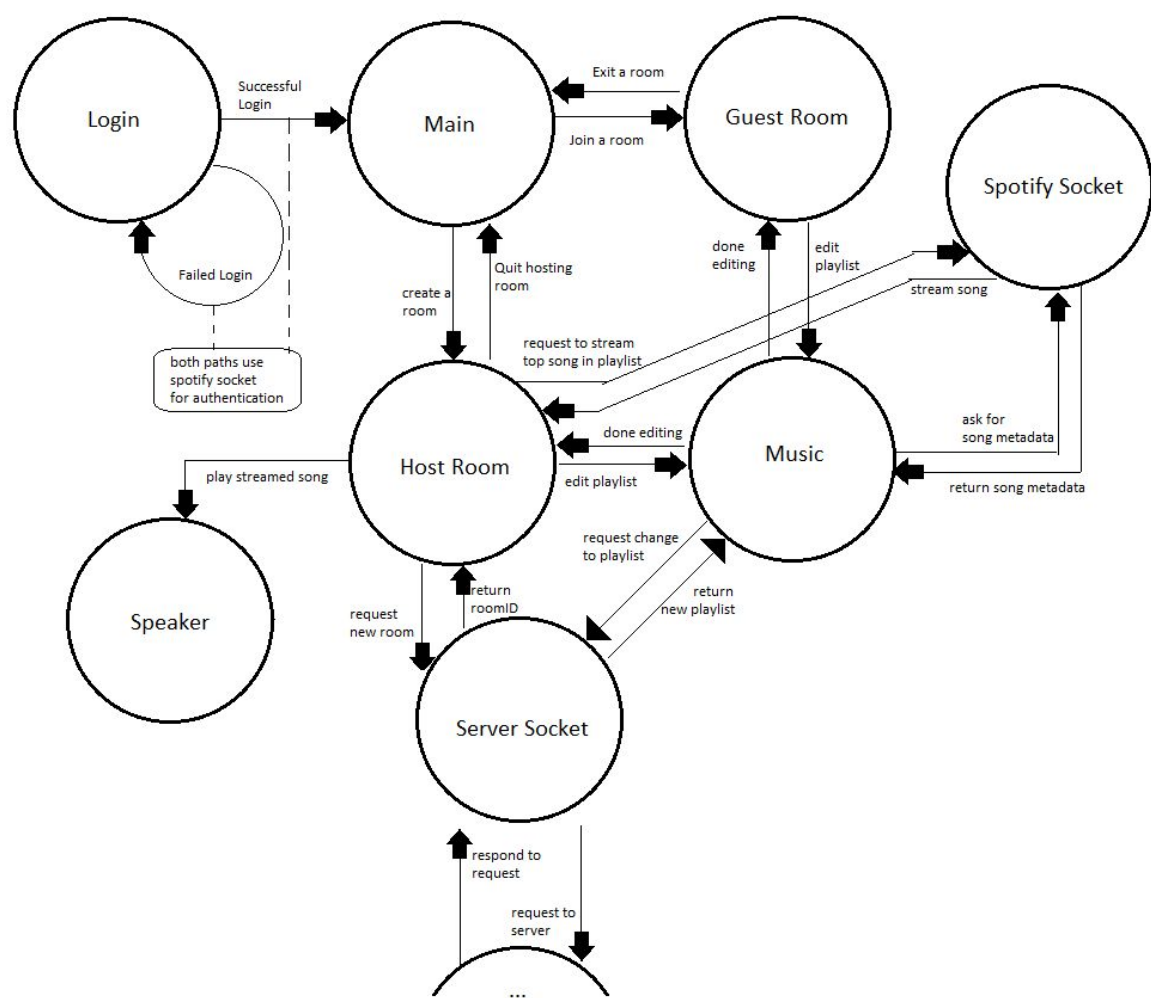 Login
Successful
Login
Main
Exit a room
Join a room
Guest Room
Spotify Socket
Failed Login
both paths use
spotify socket
for authentication
create a
room
Quit hosting
room
done
editing
edit
playlist
stream song
request to stream
top song in playlist
Host Room
done editing
edit playlist
Music
ask for
song metadata
return song metadata
play streamed song
Speaker
request
new room
return
roomID
request change
to playlist
return
new playlist
Server Socket
respond to
request
request to
server
...